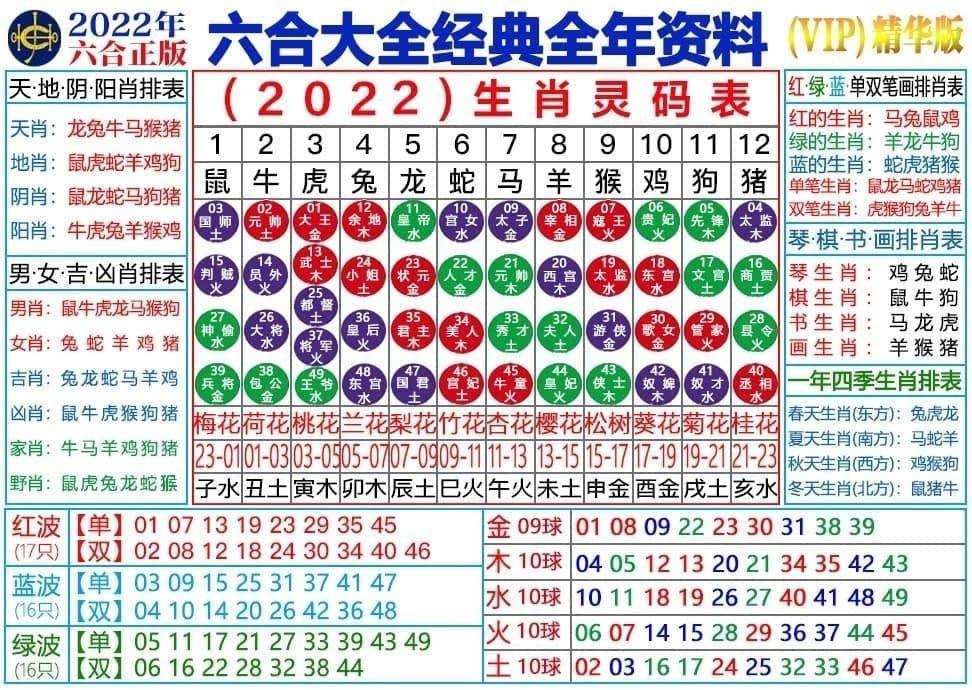 2022年
六合正版
六合大全经典全年资料
(VIP)精华版
天·地·阴·阳肖排表
天肖：龙兔牛马猴猪
地肖：鼠虎蛇羊鸡狗
阴肖：鼠龙蛇马狗猪
阳肖：牛虎兔羊猴鸡
男·女·吉·凶肖排表
男肖：鼠牛虎龙马猴狗
女肖：兔蛇羊鸡猪
吉肖：兔龙蛇马羊鸡
凶肖：鼠牛虎猴狗猪
家肖：牛马羊鸡狗猪
野肖：鼠虎兔龙蛇猴
(2022)生肖灵码表
1 2 3 4 5 6 7 8 9 10 11 12
鼠 牛 虎 兔 龙 蛇 马 羊 猴 鸡 狗 猪
03 国师 土
02 元帅 土
01 大王 金
12 余地 木
11 皇帝 水
10 宫女 水
09 太子 金
08 宰相 金
07 寇王 火
06 贵妃 火
05 先锋 木
04 太监 木
15 判贼 火
14 员外 火
13 武士 木
24 小姐 土
23 状元 金
22 人才 金
21 元帅 木
20 西宫 木
19 太监 水
18 东宫 水
17 文官 土
16 商贾 土
25 都督 土
27 神偷 水
26 大将 水
37 将军 火
36 皇后 火
35 君主 木
34 美人 木
33 秀才 土
32 夫人 土
31 游侠 金
30 歌女 金
29 管家 火
28 县令 火
39 兵将 金
38 包公 金
49 王爷 水
48 东宫 水
47 国君 土
46 宫妃 土
45 牛童 火
44 皇妃 火
43 侠士 木
42 奴婢 木
41 奴才 水
40 丞相 水
梅花 荷花 桃花 兰花 梨花 竹花 杏花 樱花 松树 葵花 菊花 桂花
23-01 01-03 03-05 05-07 07-09 09-11 11-13 13-15 15-17 17-19 19-21 21-23
子水 丑土 寅木 卯木 辰土 巳火 午火 未土 申金 酉金 戌土 亥水
红·绿·蓝·单双笔画排肖表
红的生肖：马兔鼠鸡
绿的生肖：羊龙牛狗
蓝的生肖：蛇虎猪猴
单笔生肖：鼠龙马蛇鸡猪
双笔生肖：虎猴狗兔羊牛
琴·棋·书·画排肖表
琴生肖：鸡兔蛇
棋生肖：鼠牛狗
书生肖：马龙虎
画生肖：羊猴猪
一年四季生肖排表
春天生肖(东方)：兔虎龙
夏天生肖(南方)：马蛇羊
秋天生肖(西方)：鸡猴狗
冬天生肖(北方)：鼠猪牛
红波 (17只)
【单】01 07 13 19 23 29 35 45
【双】02 08 12 18 24 30 34 40 46
蓝波 (16只)
【单】03 09 15 25 31 37 41 47
【双】04 10 14 20 26 42 36 48
绿波 (16只)
【单】05 11 17 21 27 33 39 43 49
【双】06 16 22 28 32 38 44
金 09球 01 08 09 22 23 30 31 38 39
木 10球 04 05 12 13 20 21 34 35 42 43
水 10球 10 11 18 19 26 27 40 41 48 49
火 10球 06 07 14 15 28 29 36 37 44 45
土 10球 02 03 16 17 24 25 32 33 46 47